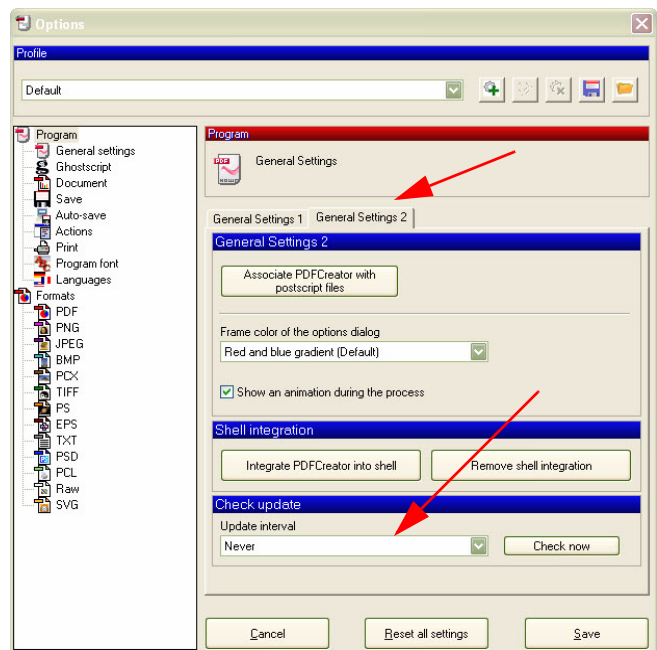 Options
Profile
Default
Program
General settings
Ghostscript
Document
Save
Auto-save
Actions
Print
Program font
Languages
Formats
PDF
PNG
JPEG
BMP
PCX
TIFF
PS
EPS
TXT
PSD
PCL
Raw
SVG
Program
PDF
General Settings
General Settings 1 General Settings 2
General Settings 2
Associate PDFCreator with
postscript files
Frame color of the options dialog
Red and blue gradient (Default)
Show an animation during the process
Shell integration
Integrate PDFCreator into shell Remove shell integration
Check update
Update interval
Never Check now
Cancel Reset all settings Save